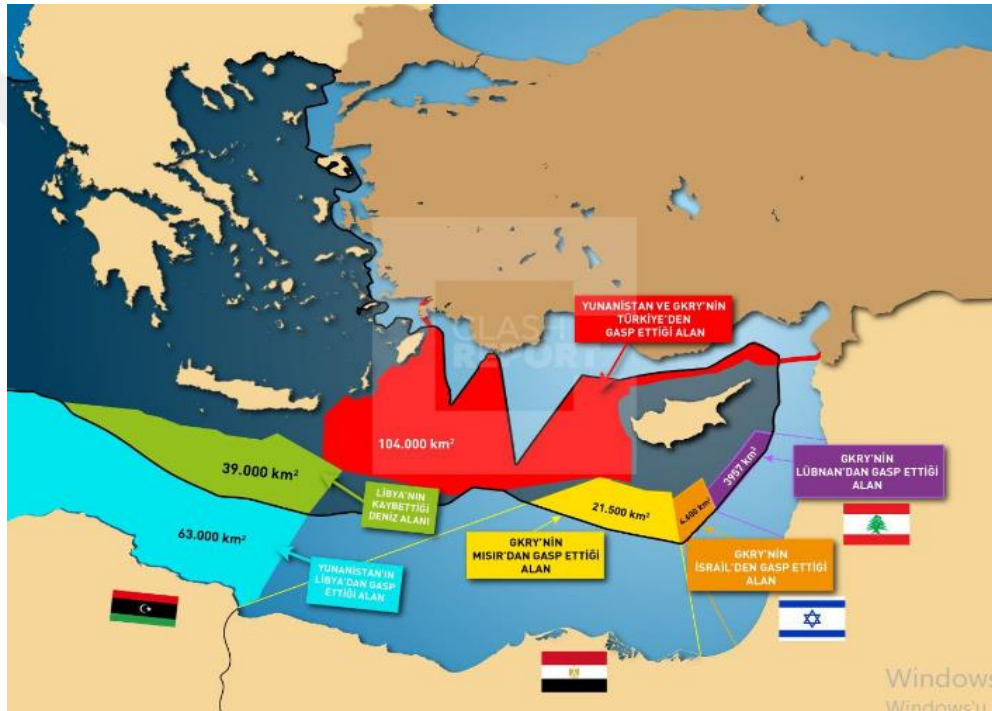 YUNANİSTAN VE GKRY'NİN
TÜRKİYE'DEN
GASP ETTİĞİ ALAN
CLASH
REPORT
104.000 km²
39.000 km²
3957 km²
GKRY'NİN
LÜBNAN'DAN GASP ETTİĞİ
ALAN
LİBYA'NIN
KAYBETTİĞİ
DENİZ ALANI
21.500 km²
4.600 km²
63.000 km²
GKRY'NİN
MISIR'DAN GASP ETTİĞİ
ALAN
GKRY'NİN
İSRAİL'DEN GASP ETTİĞİ
ALAN
YUNANİSTAN'IN
LİBYA'DAN GASP
ETTİĞİ ALAN
Windows
Windows'u